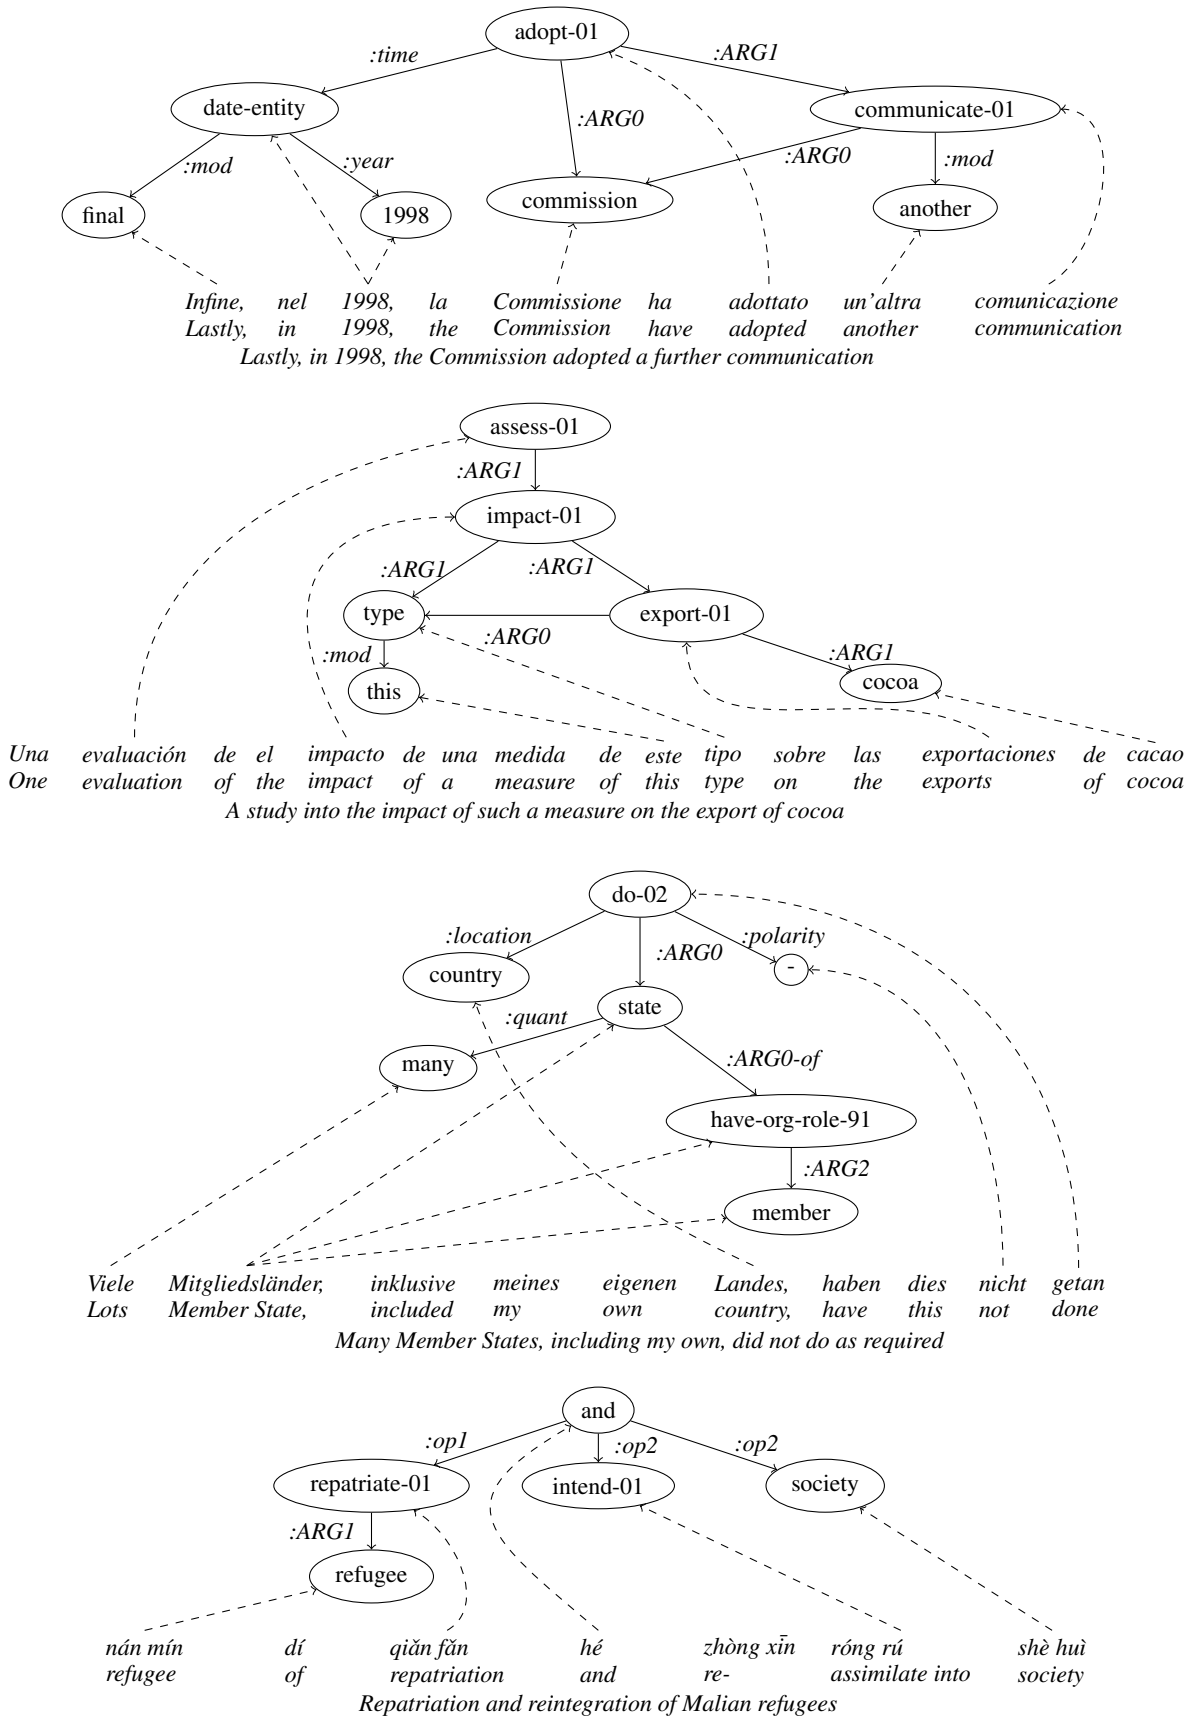 adopt-01
:time
:ARG1
date-entity
communicate-01
:ARG0
:mod
:year
:ARG0
:mod
final
1998
commission
another
Infine, nel 1998, la Commissione ha adottato un'altra comunicazione
Lastly, in 1998, the Commission have adopted another communication
Lastly, in 1998, the Commission adopted a further communication
assess-01
:ARG1
impact-01
:ARG1
:ARG1
type
export-01
:ARG0
:mod
:ARG1
this
cocoa
Una evaluación de el impacto de una medida de este tipo sobre las exportaciones de cacao
One evaluation of the impact of a measure of this type on the exports of cocoa
A study into the impact of such a measure on the export of cocoa
do-02
:location
:ARG0
:polarity
country
-
state
:quant
:ARG0-of
many
have-org-role-91
:ARG2
member
Viele Mitgliedsländer, inklusive meines eigenen Landes, haben dies nicht getan
Lots Member State, included my own country, have this not done
Many Member States, including my own, did not do as required
and
:op1
:op2
:op2
repatriate-01
intend-01
society
:ARG1
refugee
nán mín dí qiǎn fǎn hé zhòng xīn róng rú shè huì
refugee of repatriation and re- assimilate into society
Repatriation and reintegration of Malian refugees